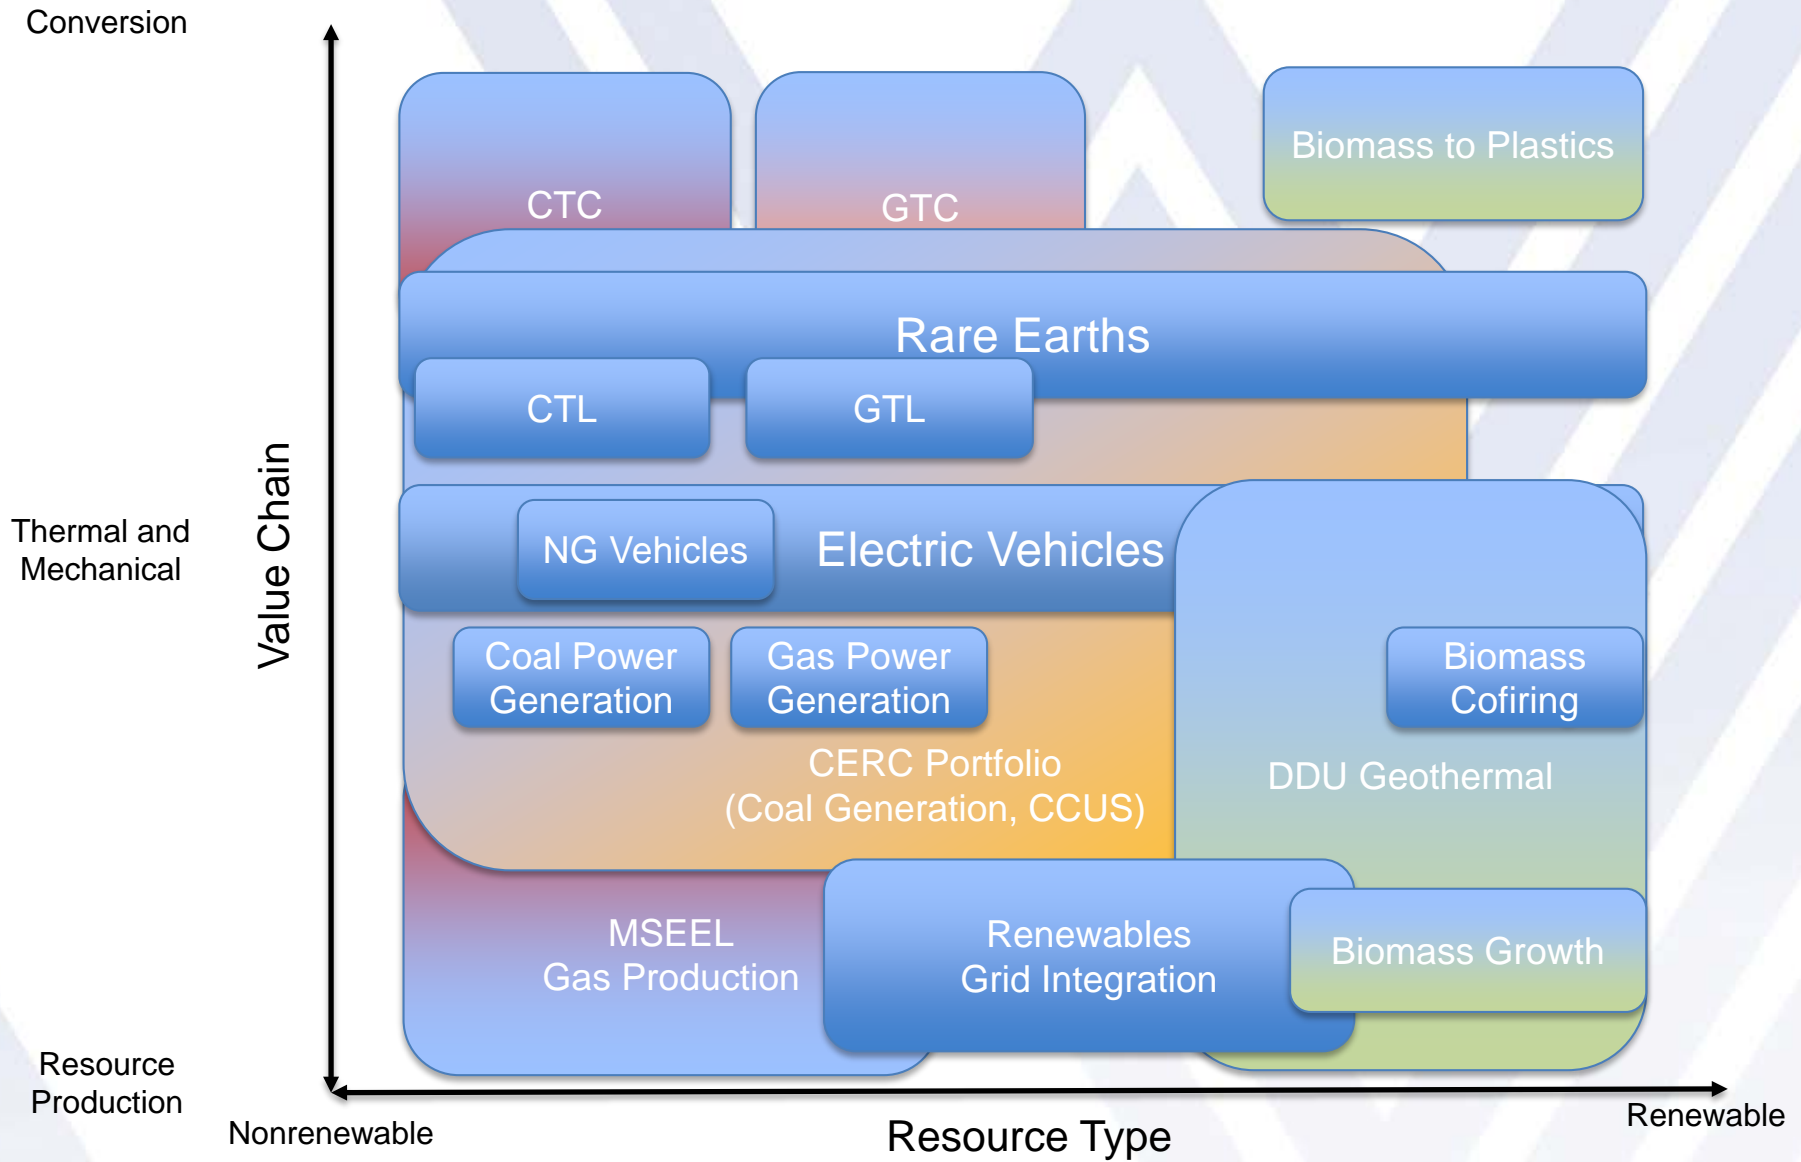 Conversion
CTC
GTC
Biomass to Plastics
Rare Earths
CTL
GTL
Value Chain
Thermal and
Mechanical
NG Vehicles
Electric Vehicles
Coal Power
Generation
Gas Power
Generation
Biomass
Cofiring
CERC Portfolio
(Coal Generation, CCUS)
DDU Geothermal
MSEEL
Gas Production
Renewables
Grid Integration
Biomass Growth
Resource
Production
Nonrenewable
Resource Type
Renewable